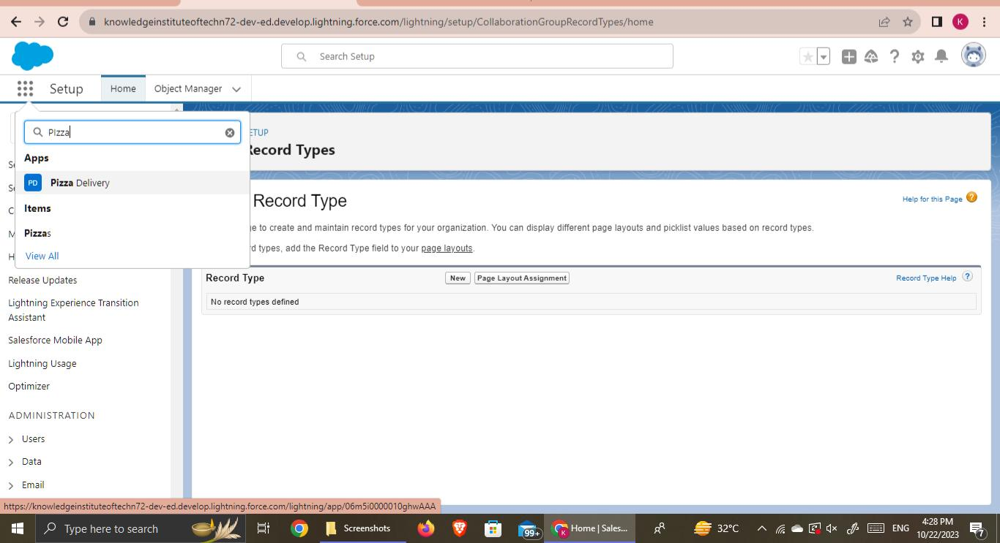 knowledgeinstituteoftechn72-dev-ed.develop.lightning.force.com/lightning/setup/CollaborationGroupRecordTypes/home
K
Search Setup
Setup
Home
Object Manager
PIzza
Apps
PD Pizza Delivery
Items
Pizzas
View All
ETUP
Record Types
Record Type
Help for this Page ?
e to create and maintain record types for your organization. You can display different page layouts and picklist values based on record types.
rd types, add the Record Type field to your page layouts.
Record Type
New
Page Layout Assignment
Record Type Help ?
No record types defined
Se
Se
C
M
H
Release Updates
Lightning Experience Transition
Assistant
Salesforce Mobile App
Lightning Usage
Optimizer
ADMINISTRATION
Users
Data
Email
https://knowledgeinstituteoftechn72-dev-ed.develop.lightning.force.com/lightning/app/06m5i0000010ghwAAA
Type here to search
Screenshots
99+
K
Home | Sales...
32°C
ENG
4:28 PM
10/22/2023
7